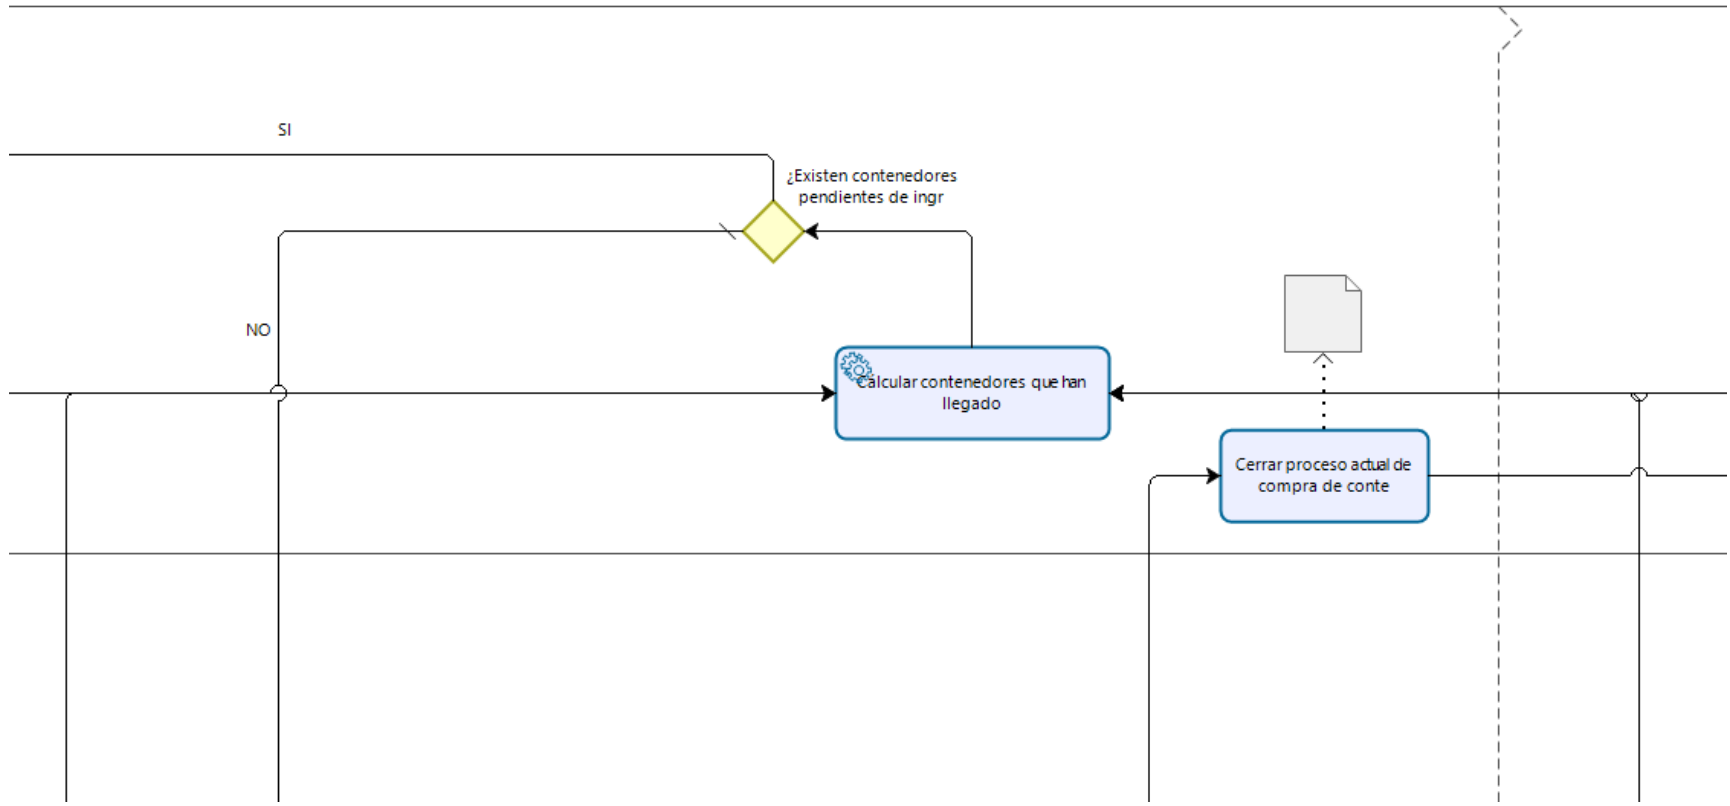 SI
¿Existen contenedores
pendientes de ingr
NO
Calcular contenedores que han
llegado
Cerrar proceso actual de
compra de conte